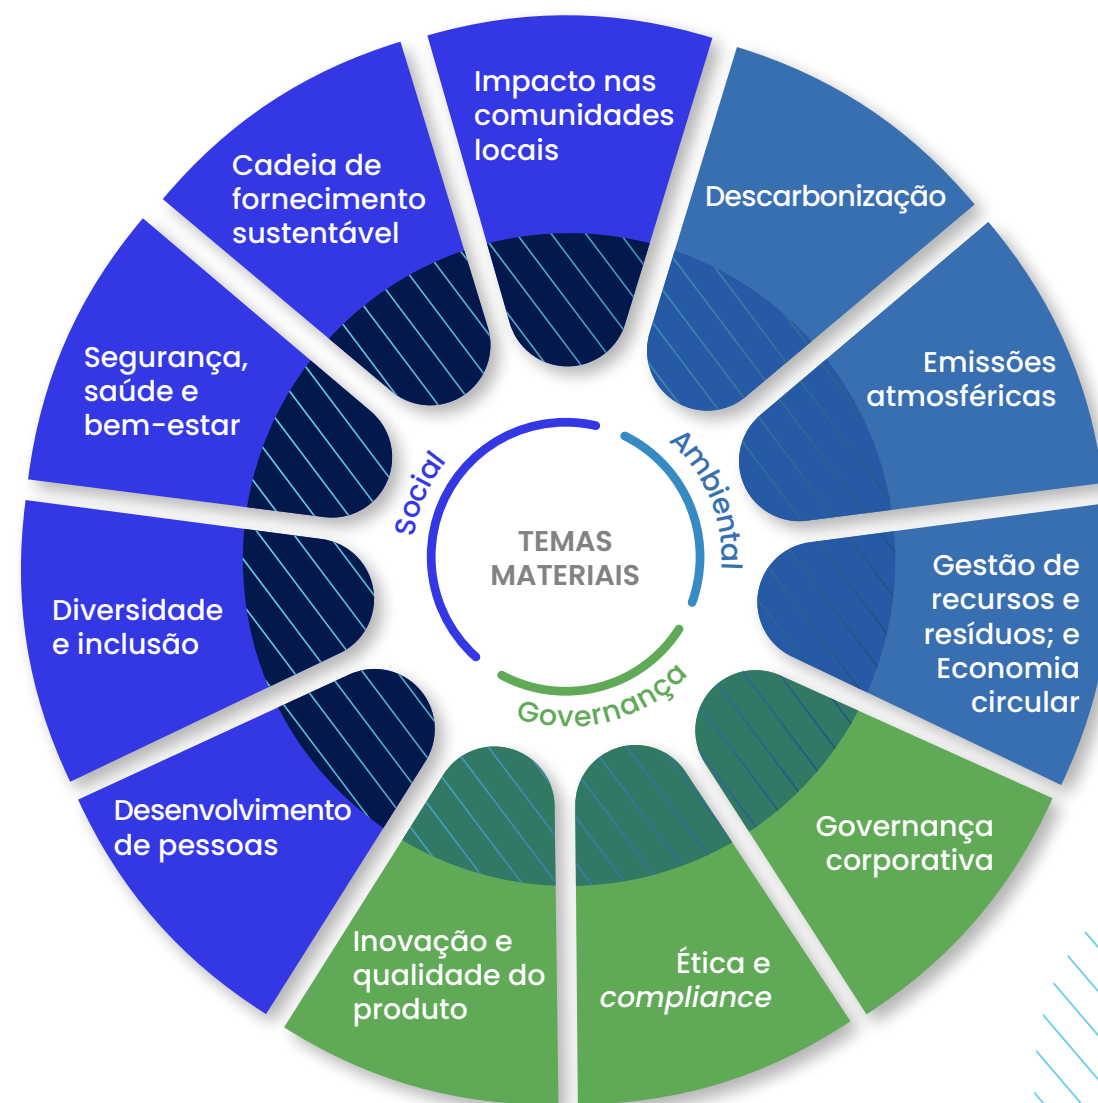 Impacto nas
comunidades
locais
Descarbonização
Emissões
atmosféricas
Gestão de
recursos e
resíduos; e
Economia
circular
Governança
corporativa
Ética e
compliance
Inovação e
qualidade do
produto
Desenvolvimento
de pessoas
Diversidade
e inclusão
Segurança,
saúde e
bem-estar
Cadeia de
fornecimento
sustentável
Social
Ambiental
Governança
TEMAS
MATERIAIS